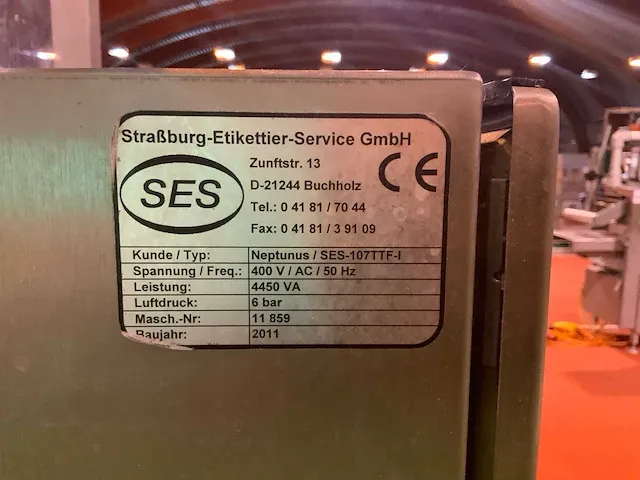 Straßburg-Etikettier-Service GmbH
SES
Zunftstr. 13
D-21244 Buchholz
Tel.: 0 41 81 / 70 44
Fax: 0 41 81 / 3 91 09
CE
Kunde / Typ: Neptunus / SES-107TTF-I
Spannung / Freq.: 400 V / AC / 50 Hz
Leistung: 4450 VA
Luftdruck: 6 bar
Masch.-Nr: 11 859
Baujahr: 2011